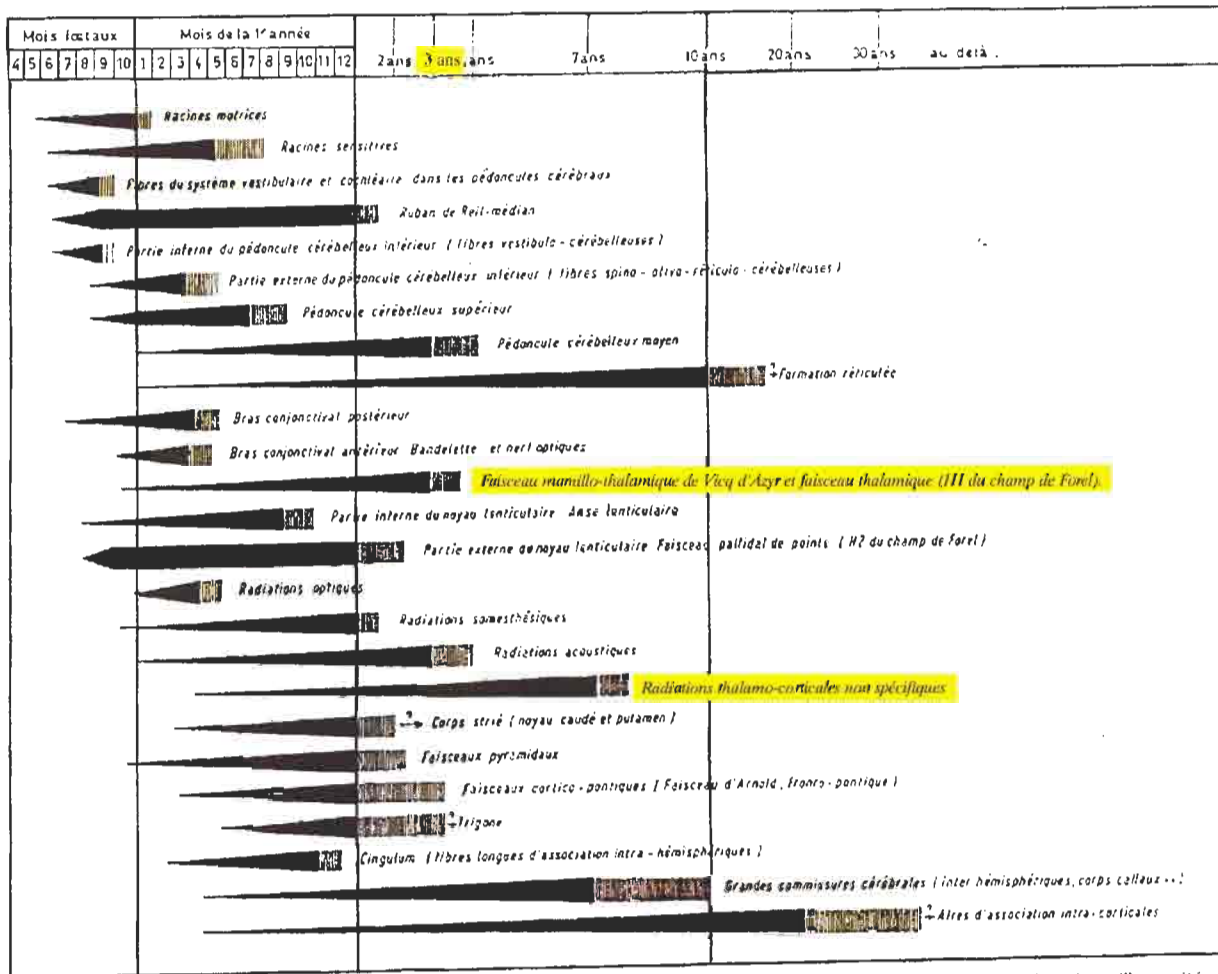 Mois fœtaux Mois de la 1e année
4 5 6 7 8 9 10 1 2 3 4 5 6 7 8 9 10 11 12 2ans 3 ans, ans 7ans 10ans 20ans 30ans au delà.
Racines motrices
Racines sensitives
Fibres du système vestibulaire et cochléaire dans les pédoncules cérébraux
Ruban de Reil-médian
Partie interne du pédoncule cérébelleux inférieur (fibres vestibulo-cérébelleuses)
Partie externe du pédoncule cérébelleux inférieur (fibres spino-olivo-réticulo-cérébelleuses)
Pédoncule cérébelleux supérieur
Pédoncule cérébelleux moyen
? Formation réticulée
Bras conjonctival postérieur
Bras conjonctival antérieur Bandelette et nerf optiques
Faisceau mamillo-thalamique de Vicq d'Azyr et faisceau thalamique (H1 du champ de Forel).
Partie interne du noyau lenticulaire Anse lenticulaire
Partie externe du noyau lenticulaire Faisceau pallidal de points (H2 du champ de Forel)
Radiations optiques
Radiations somesthésiques
Radiations acoustiques
Radiations thalamo-corticales non spécifiques
? Corps strié (noyau caudé et putamen)
Faisceaux pyramidaux
Faisceaux cortico-pontiques (Faisceau d'Arnold, fronto-pontique)
? Trigone
Cingulum (fibres longues d'association intra-hémisphériques)
Grandes commissures cérébrales (inter hémisphériques, corps calleux..)
? Aires d'association intra-corticales